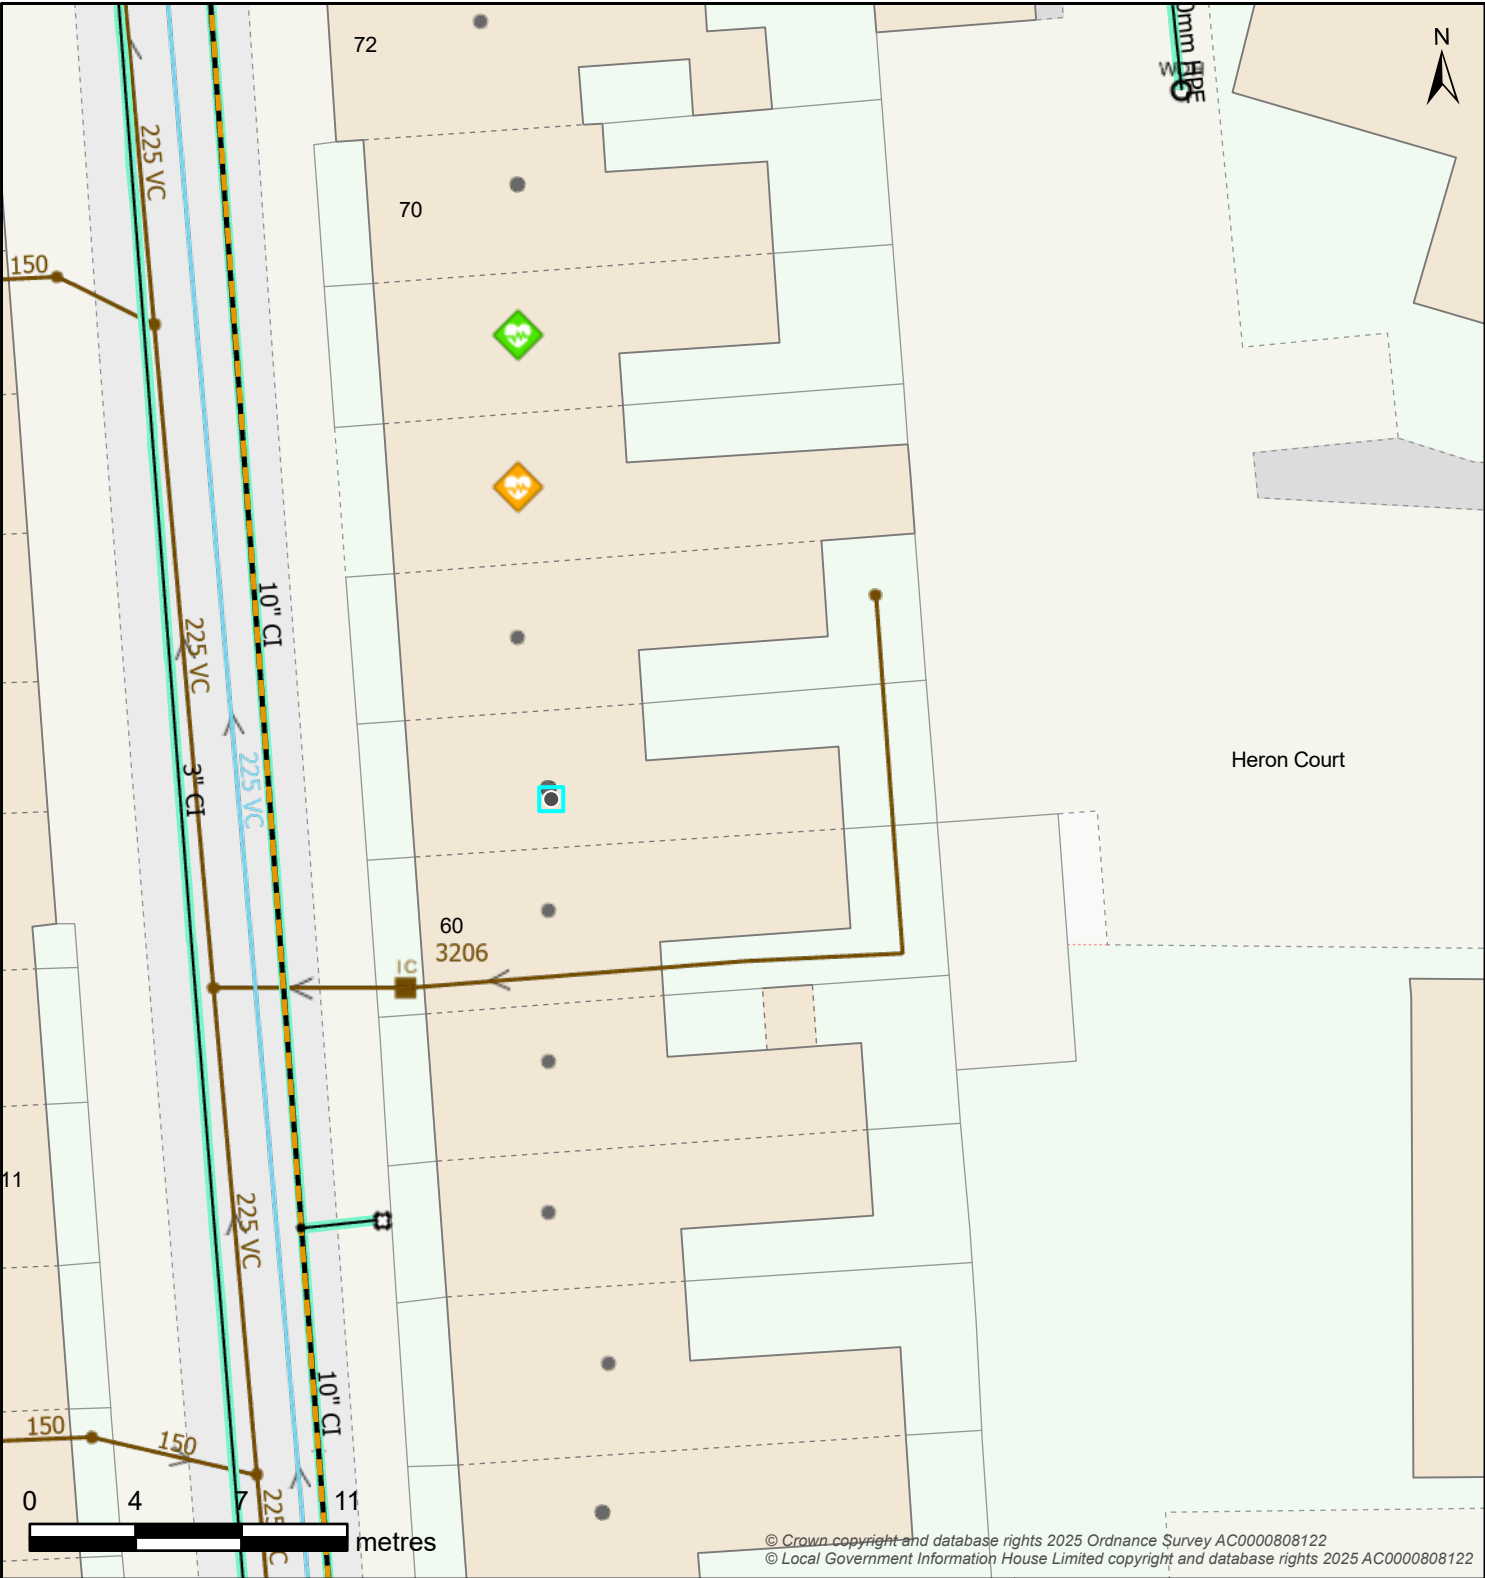 72
N
0mm PIPE
225 VC
70
150
10" CI
225 VC
3" CI
225 VC
Heron Court
60
3206
IC
11
225 VC
10" CI
150
150
0 4 7 11
metres
© Crown copyright and database rights 2025 Ordnance Survey AC0000808122
© Local Government Information House Limited copyright and database rights 2025 AC0000808122